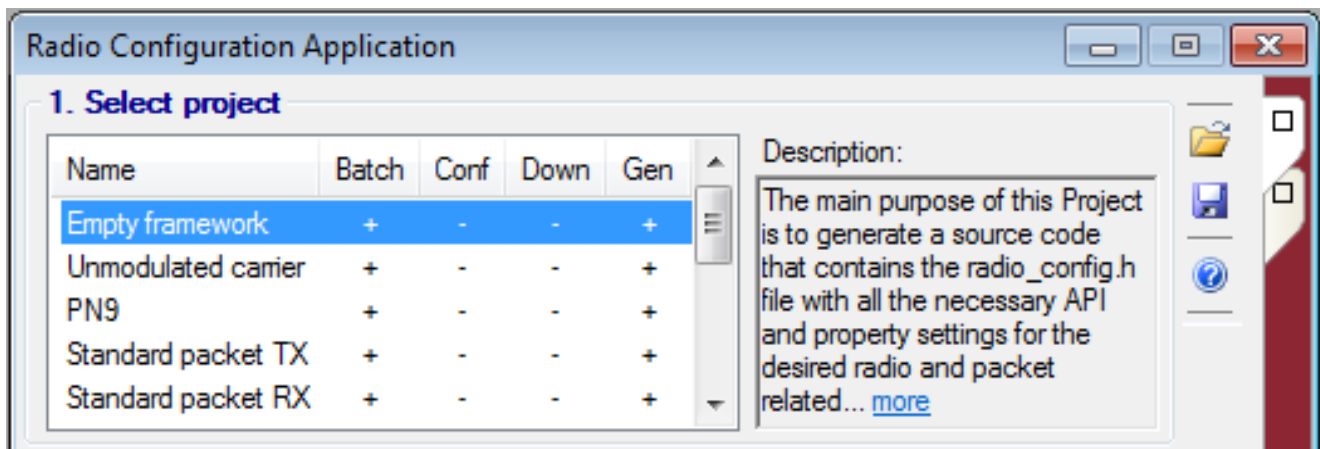 Radio Configuration Application
1. Select project
Name Batch Conf Down Gen
Empty framework + - - +
Unmodulated carrier + - - +
PN9 + - - +
Standard packet TX + - - +
Standard packet RX + - - +
Description:
The main purpose of this Project
is to generate a source code
that contains the radio_config.h
file with all the necessary API
and property settings for the
desired radio and packet
related... more